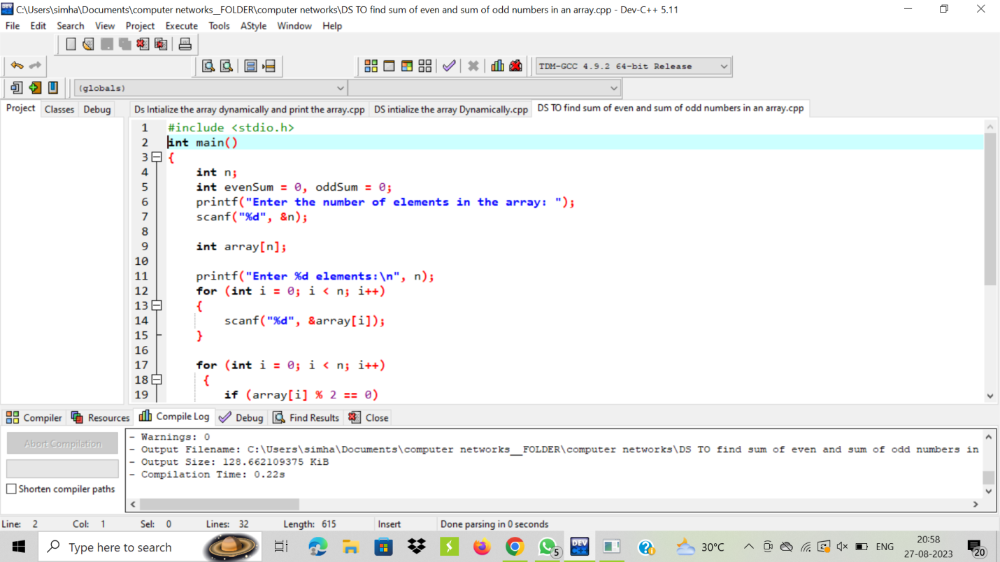 C:\Users\simha\Documents\computer networks__FOLDER\computer networks\DS TO find sum of even and sum of odd numbers in an array.cpp - Dev-C++ 5.11
File Edit Search View Project Execute Tools AStyle Window Help
TDM-GCC 4.9.2 64-bit Release
(globals)
Project Classes Debug
Ds Intialize the array dynamically and print the array.cpp DS intialize the array Dynamically.cpp DS TO find sum of even and sum of odd numbers in an array.cpp
1 #include <stdio.h>
2 int main()
3 {
4 int n;
5 int evenSum = 0, oddSum = 0;
6 printf("Enter the number of elements in the array: ");
7 scanf("%d", &n);
8
9 int array[n];
10
11 printf("Enter %d elements:\n", n);
12 for (int i = 0; i < n; i++)
13 {
14 scanf("%d", &array[i]);
15 }
16
17 for (int i = 0; i < n; i++)
18 {
19 if (array[i] % 2 == 0)
Compiler Resources Compile Log Debug Find Results Close
Abort Compilation
Shorten compiler paths
- Warnings: 0
- Output Filename: C:\Users\simha\Documents\computer networks__FOLDER\computer networks\DS TO find sum of even and sum of odd numbers in
- Output Size: 128.662109375 KiB
- Compilation Time: 0.22s
Line: 2 Col: 1 Sel: 0 Lines: 32 Length: 615 Insert Done parsing in 0 seconds
Type here to search
5
DEV C++
30°C
ENG
20:58
27-08-2023
20